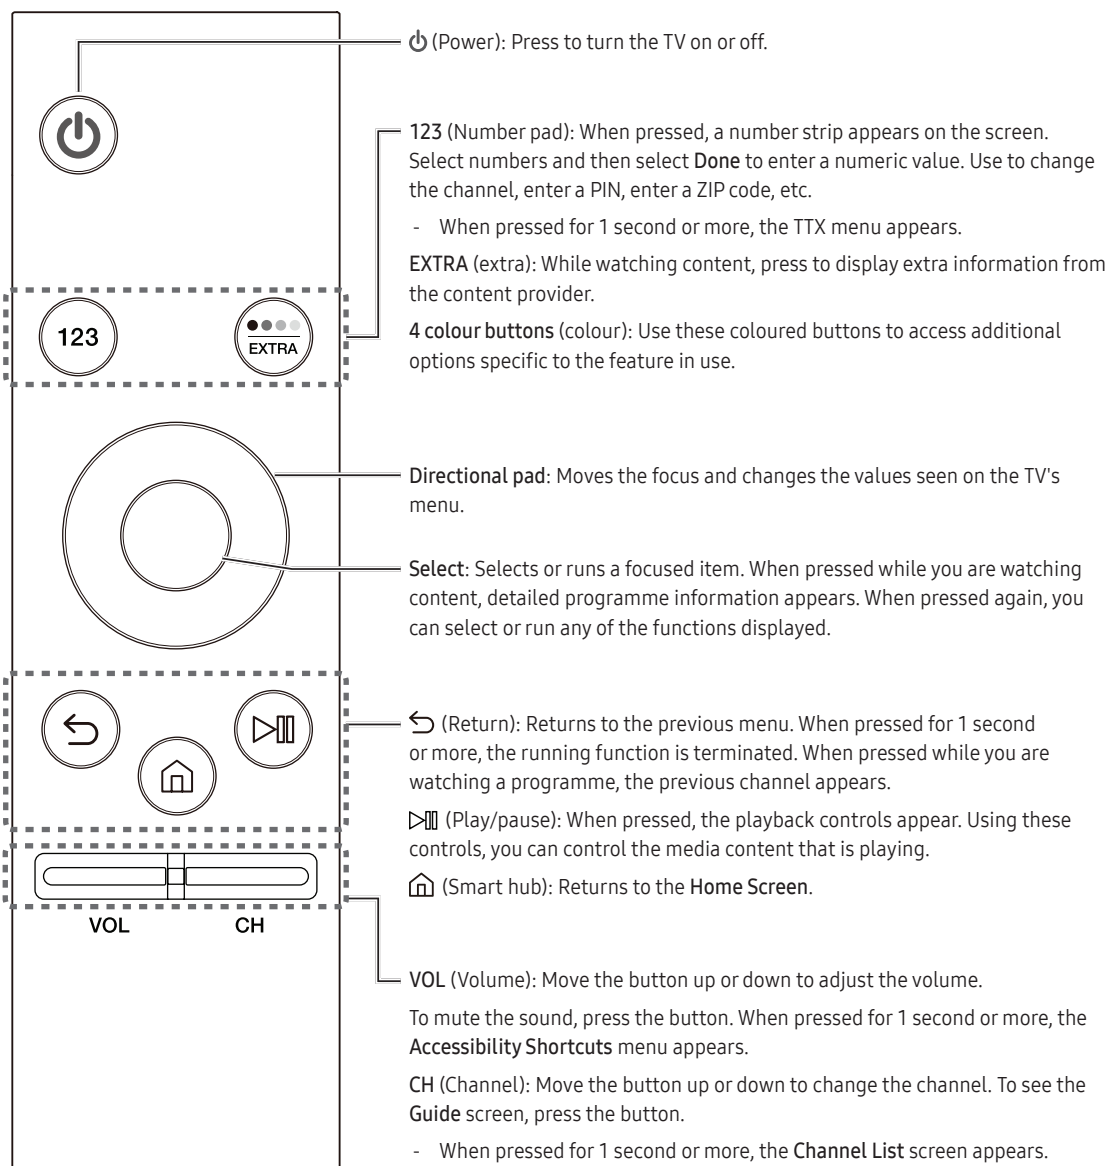 (Power): Press to turn the TV on or off.
123 (Number pad): When pressed, a number strip appears on the screen.
Select numbers and then select Done to enter a numeric value. Use to change
the channel, enter a PIN, enter a ZIP code, etc.
- When pressed for 1 second or more, the TTX menu appears.
EXTRA (extra): While watching content, press to display extra information from
the content provider.
4 colour buttons (colour): Use these coloured buttons to access additional
options specific to the feature in use.
123
EXTRA
Directional pad: Moves the focus and changes the values seen on the TV's
menu.
Select: Selects or runs a focused item. When pressed while you are watching
content, detailed programme information appears. When pressed again, you
can select or run any of the functions displayed.
(Return): Returns to the previous menu. When pressed for 1 second
or more, the running function is terminated. When pressed while you are
watching a programme, the previous channel appears.
(Play/pause): When pressed, the playback controls appear. Using these
controls, you can control the media content that is playing.
(Smart hub): Returns to the Home Screen.
VOL
CH
VOL (Volume): Move the button up or down to adjust the volume.
To mute the sound, press the button. When pressed for 1 second or more, the
Accessibility Shortcuts menu appears.
CH (Channel): Move the button up or down to change the channel. To see the
Guide screen, press the button.
- When pressed for 1 second or more, the Channel List screen appears.